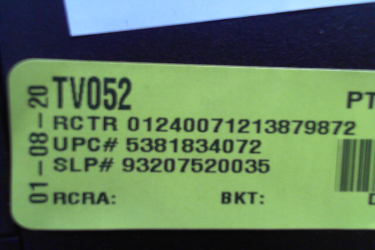 01-08-20
TV052 PT
RCTR 01240071213879872
UPC# 5381834072
SLP# 93207520035
RCRA: BKT: